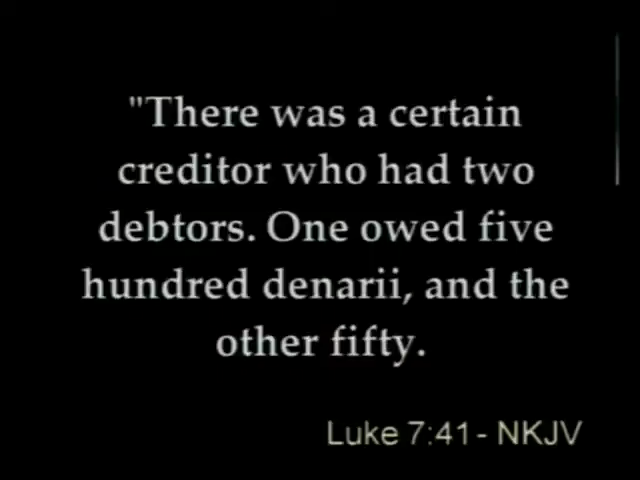 "There was a certain
creditor who had two
debtors. One owed five
hundred denarii, and the
other fifty.
Luke 7:41 - NKJV